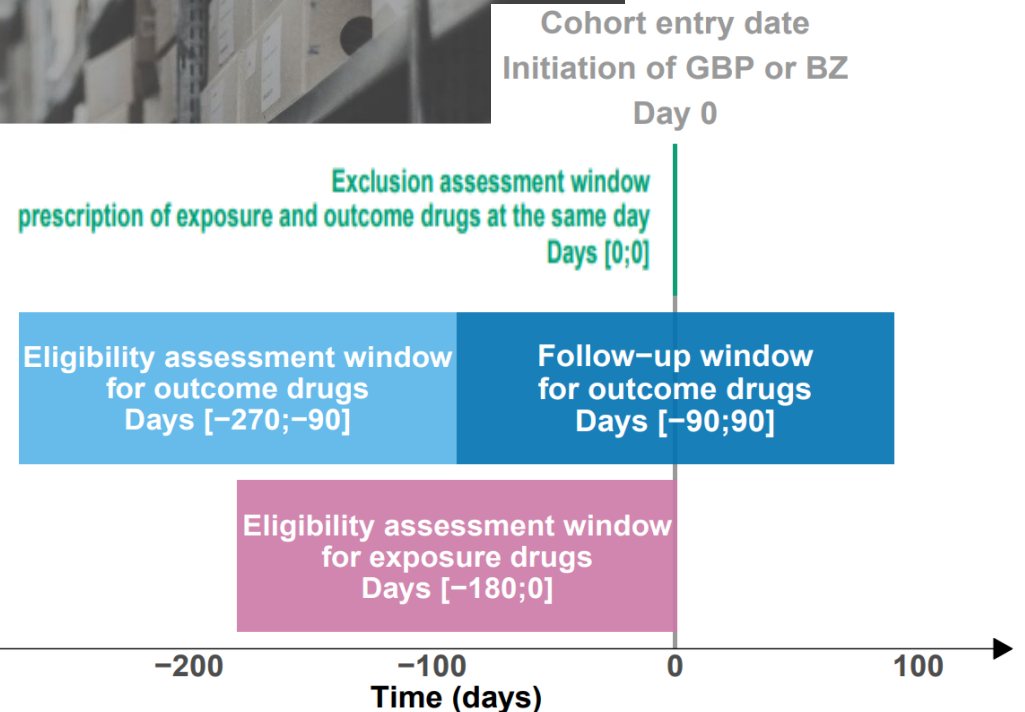 Cohort entry date
Initiation of GBP or BZ
Day 0
Exclusion assessment window
prescription of exposure and outcome drugs at the same day
Days [0;0]
Eligibility assessment window
for outcome drugs
Days [−270;−90]
Follow−up window
for outcome drugs
Days [−90;90]
Eligibility assessment window
for exposure drugs
Days [−180;0]
−200
−100
0
100
Time (days)